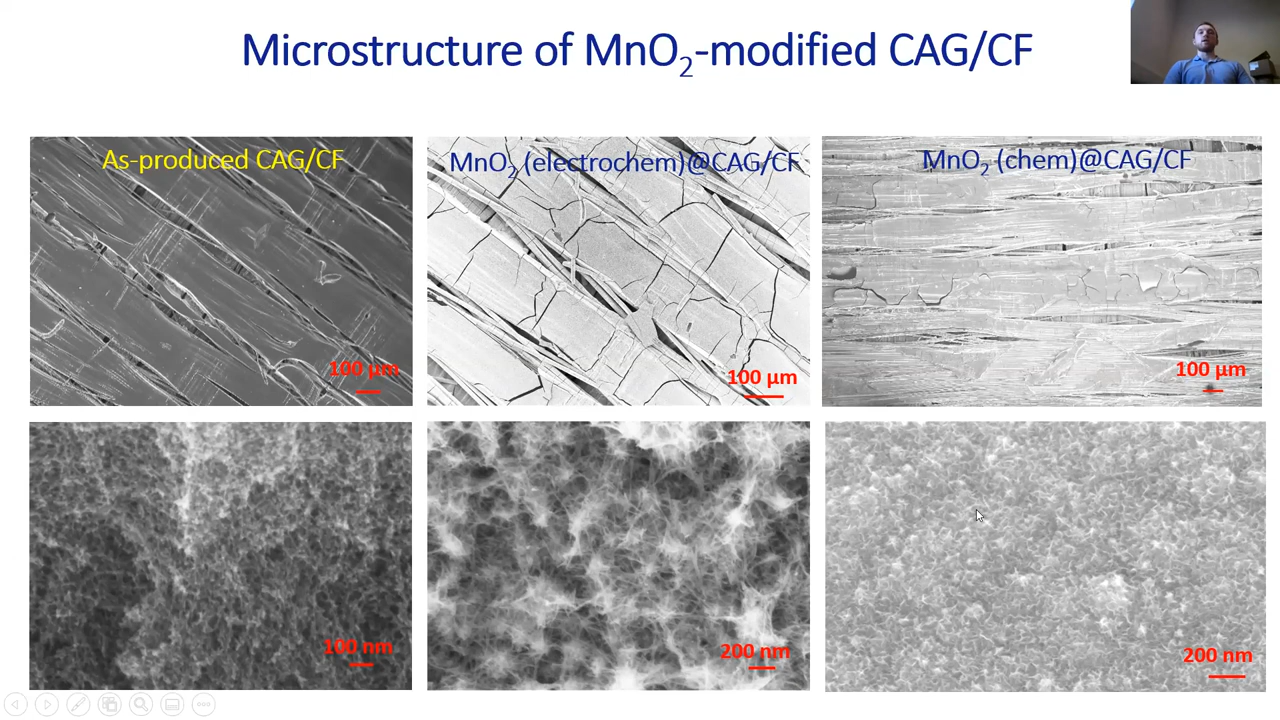 Microstructure of MnO₂-modified CAG/CF
As-produced CAG/CF
MnO₂ (electrochem)@CAG/CF
MnO₂ (chem)@CAG/CF
100 µm
100 µm
100 µm
100 nm
200 nm
200 nm